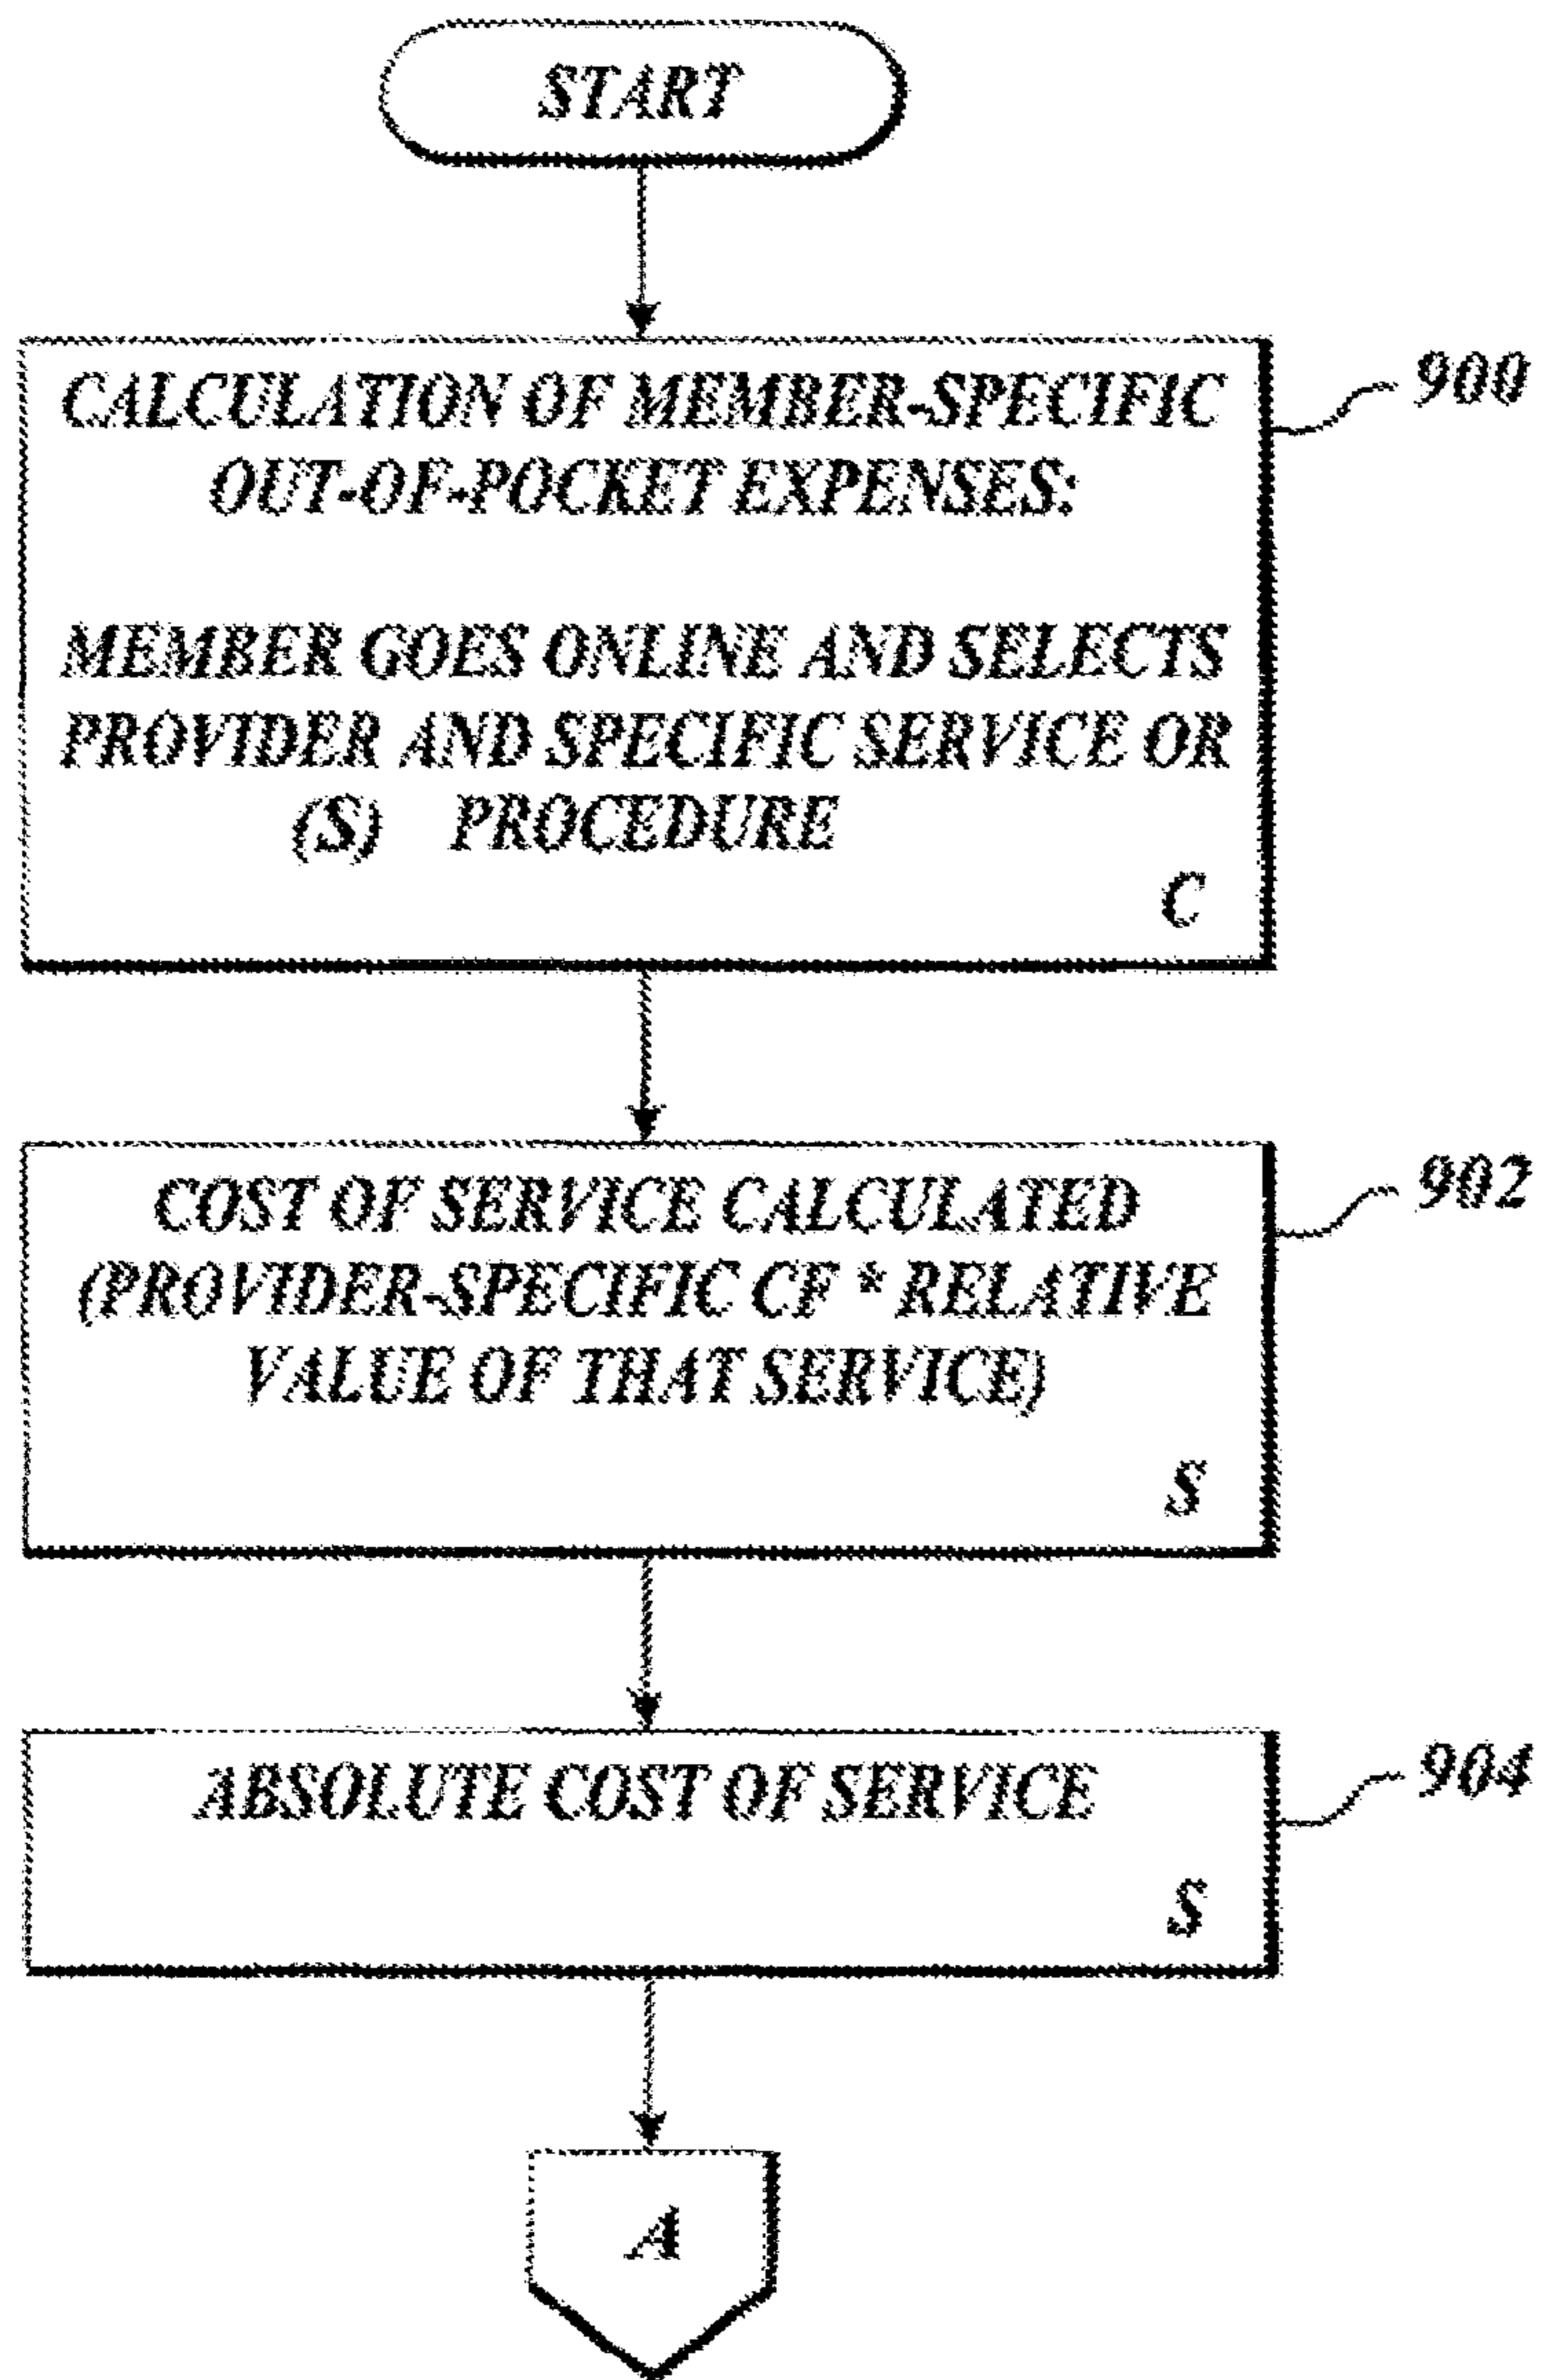 START
CALCULATION OF MEMBER-SPECIFIC
OUT-OF-POCKET EXPENSES:
MEMBER GOES ONLINE AND SELECTS
PROVIDER AND SPECIFIC SERVICE OR
(S) PROCEDURE
C
900
COST OF SERVICE CALCULATED
(PROVIDER-SPECIFIC CF * RELATIVE
VALUE OF THAT SERVICE)
S
902
ABSOLUTE COST OF SERVICE
S
904
A